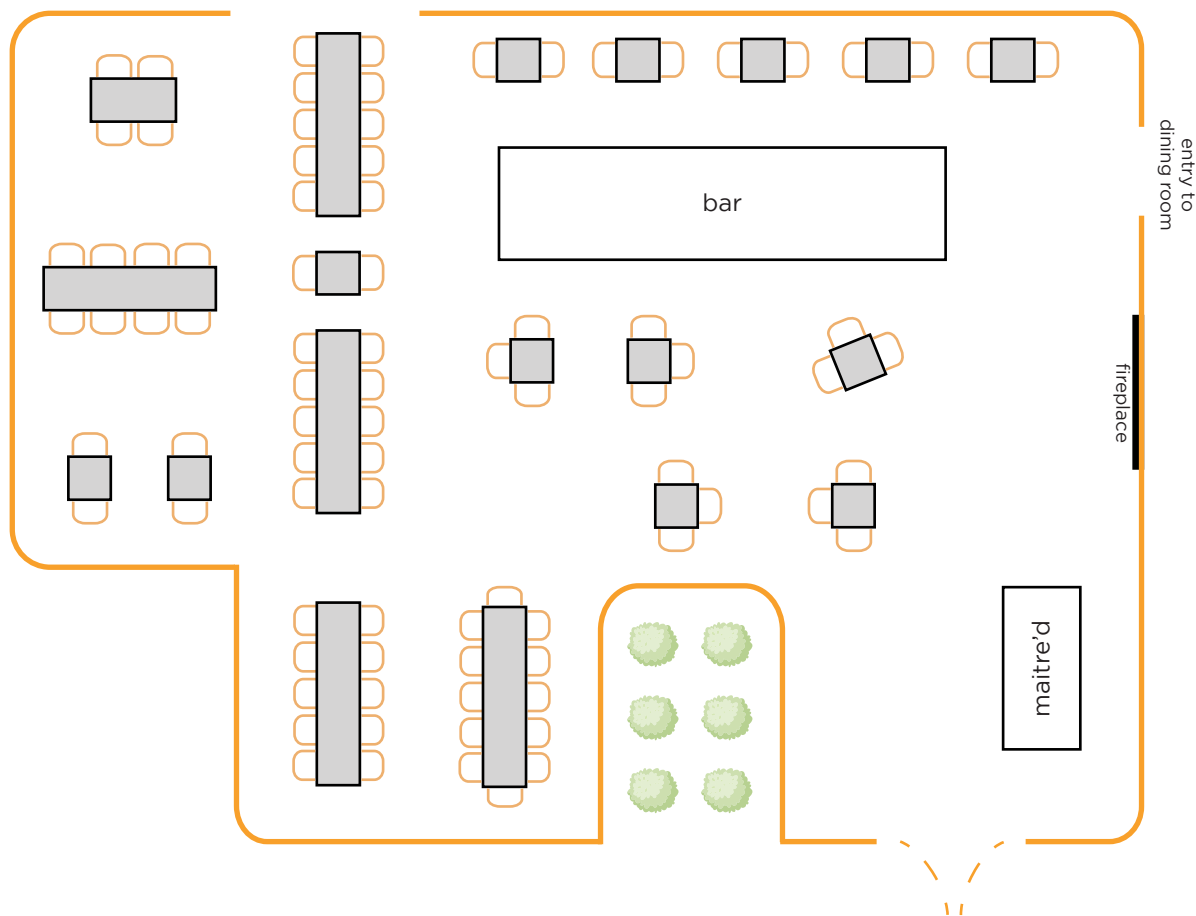 entry to
dining room
bar
fireplace
maitre'd